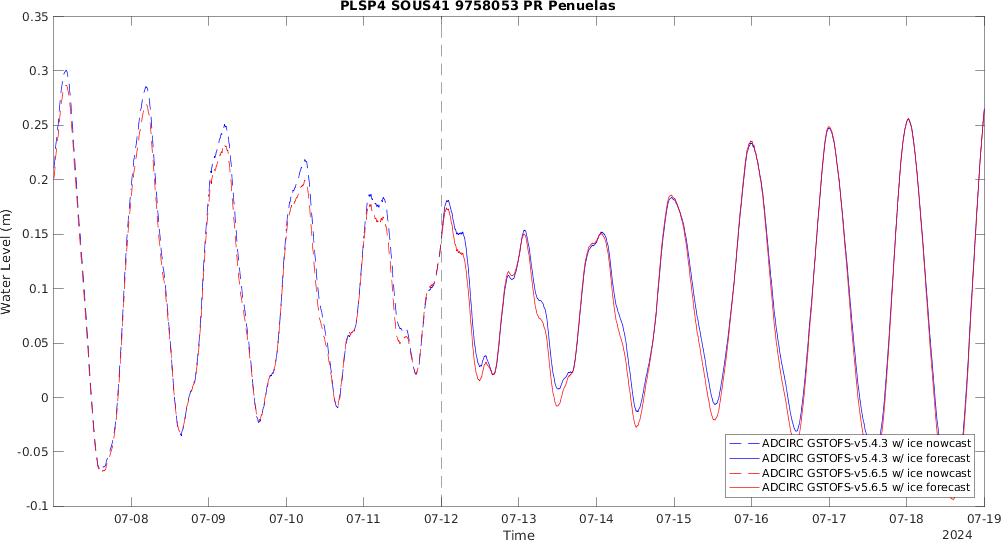 PLSP4 SOUS41 9758053 PR Penuelas
0.35
0.3
0.25
0.2
0.15
0.1
0.05
0
-0.05
-0.1
Water Level (m)
07-08 07-09 07-10 07-11 07-12 07-13 07-14 07-15 07-16 07-17 07-18 07-19
Time
2024
ADCIRC GSTOFS-v5.4.3 w/ ice nowcast
ADCIRC GSTOFS-v5.4.3 w/ ice forecast
ADCIRC GSTOFS-v5.6.5 w/ ice nowcast
ADCIRC GSTOFS-v5.6.5 w/ ice forecast